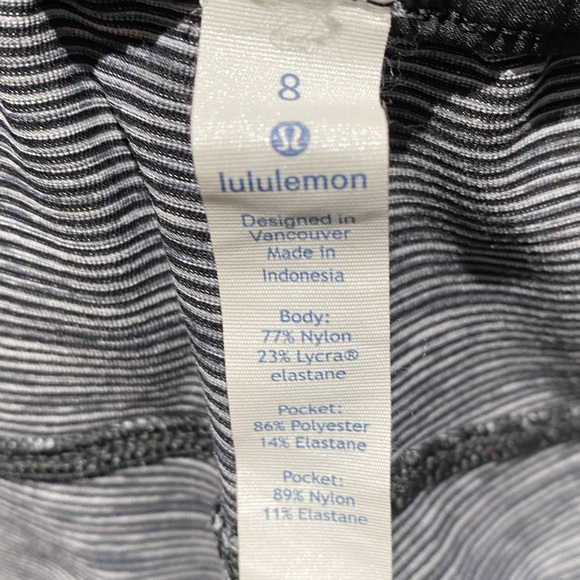 8
lululemon
Designed in
Vancouver
Made in
Indonesia
Body:
77% Nylon
23% Lycra®
elastane
Pocket:
86% Polyester
14% Elastane
Pocket:
89% Nylon
11% Elastane